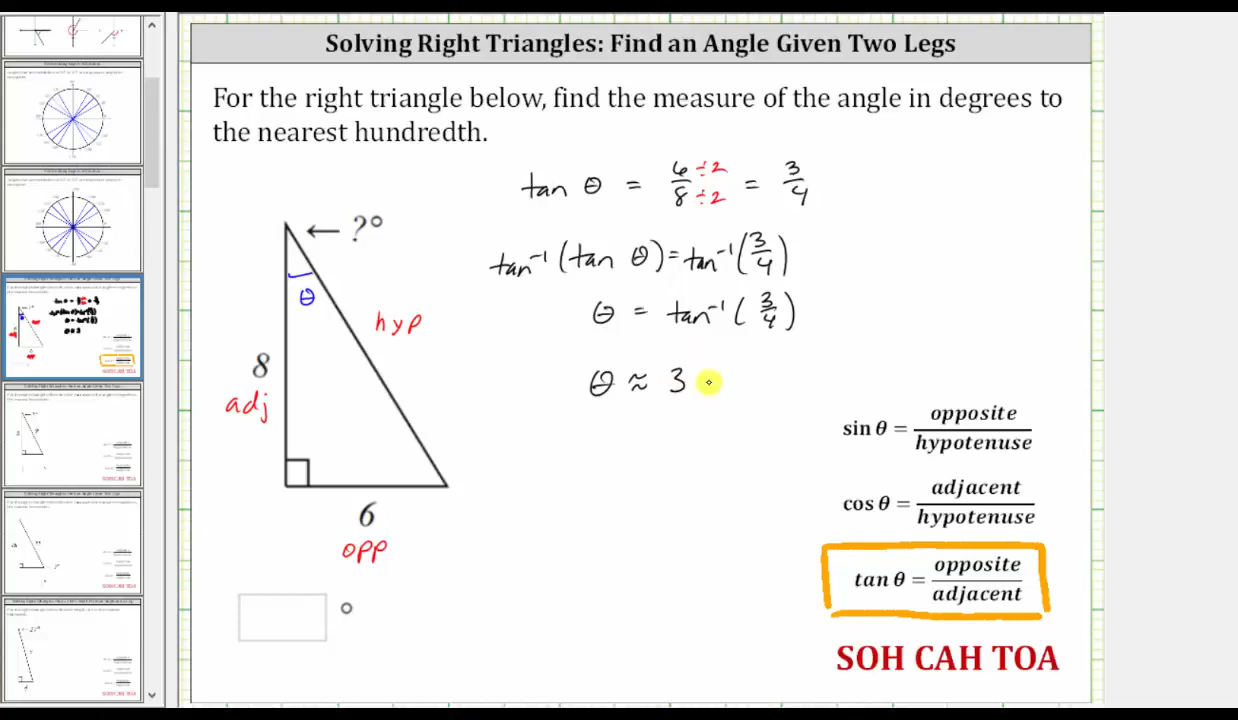 Solving Right Triangles: Find an Angle Given Two Legs
For the right triangle below, find the measure of the angle in degrees to
the nearest hundredth.
tan θ = 6/8 ÷2/÷2 = 3/4
← ?°
tan⁻¹(tan θ) = tan⁻¹(3/4)
θ
θ = tan⁻¹(3/4)
hyp
8
adj
θ ≈ 3
sin θ = opposite/hypotenuse
cos θ = adjacent/hypotenuse
6
opp
tan θ = opposite/adjacent
°
SOH CAH TOA